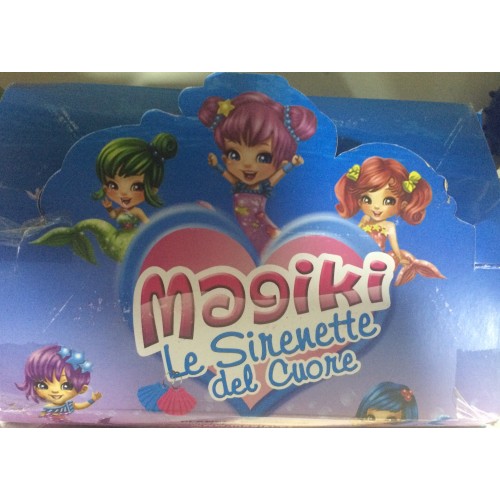 Magiki
Le Sirenette
del Cuore